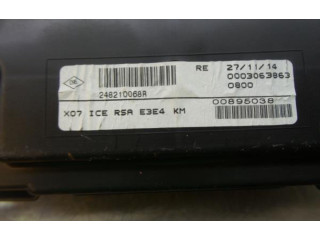 RE 27/11/14
0003063963
248210068R 0800
00895038
X07 ICE RSA E3E4 KM